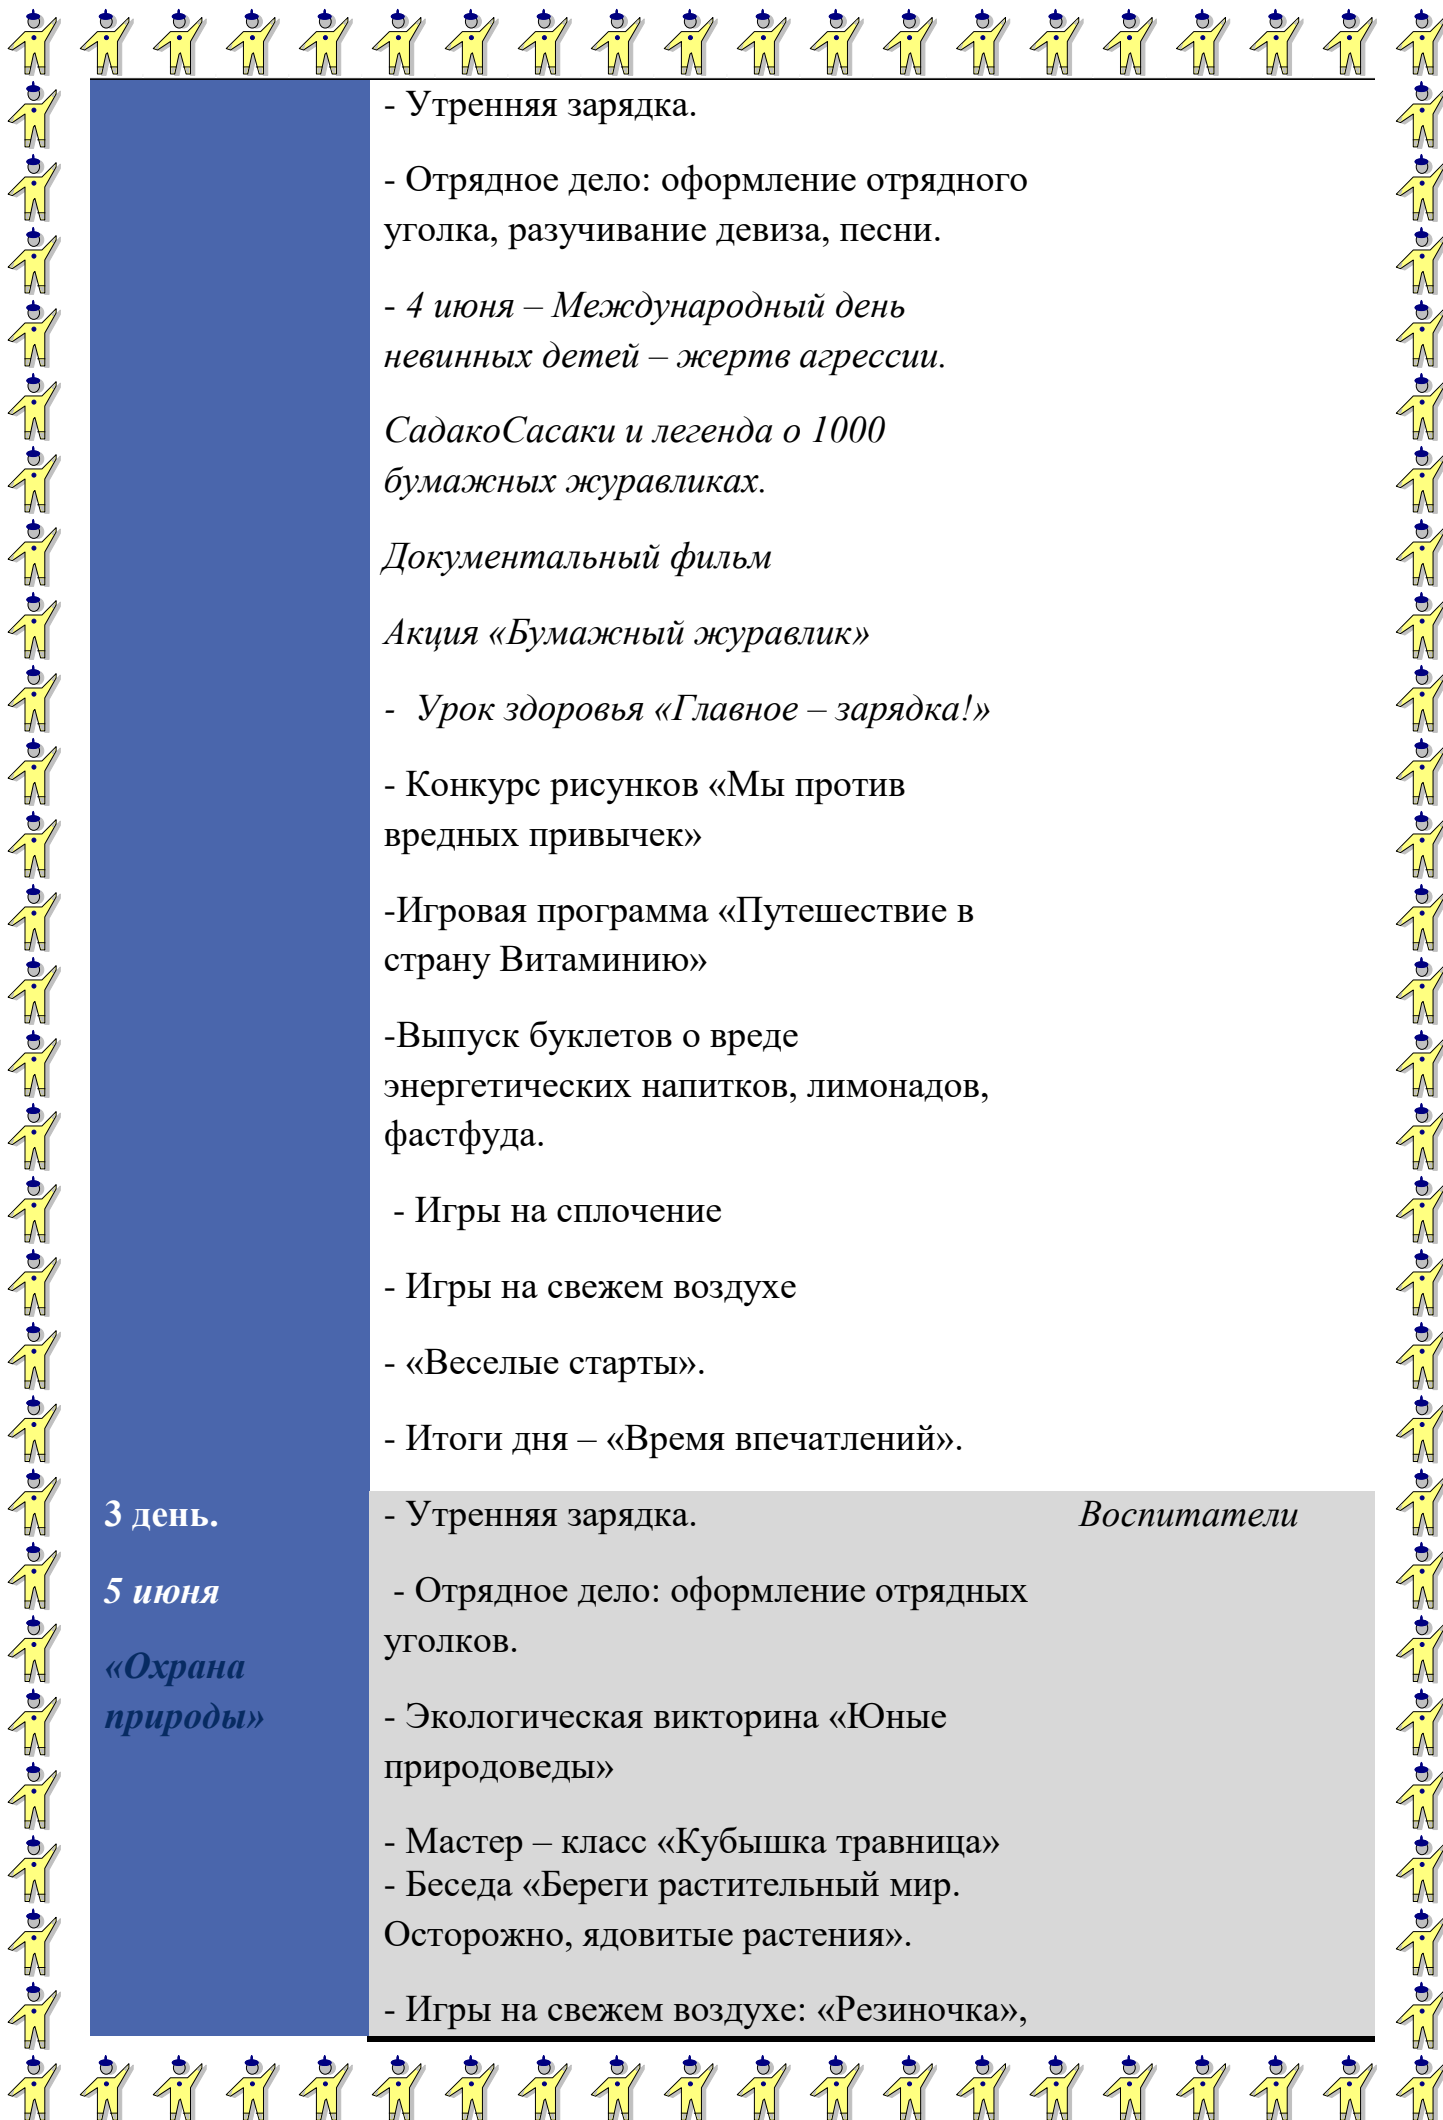 - Утренняя зарядка.
- Отрядное дело: оформление отрядного
уголка, разучивание девиза, песни.
- 4 июня – Международный день
невинных детей – жертв агрессии.
СадакоСасаки и легенда о 1000
бумажных журавликах.
Документальный фильм
Акция «Бумажный журавлик»
- Урок здоровья «Главное – зарядка!»
- Конкурс рисунков «Мы против
вредных привычек»
-Игровая программа «Путешествие в
страну Витаминию»
-Выпуск буклетов о вреде
энергетических напитков, лимонадов,
фастфуда.
- Игры на сплочение
- Игры на свежем воздухе
- «Веселые старты».
- Итоги дня – «Время впечатлений».
3 день.
5 июня
«Охрана
природы»
- Утренняя зарядка.
- Отрядное дело: оформление отрядных
уголков.
- Экологическая викторина «Юные
природоведы»
- Мастер – класс «Кубышка травница»
- Беседа «Береги растительный мир.
Осторожно, ядовитые растения».
- Игры на свежем воздухе: «Резиночка»,
Воспитатели